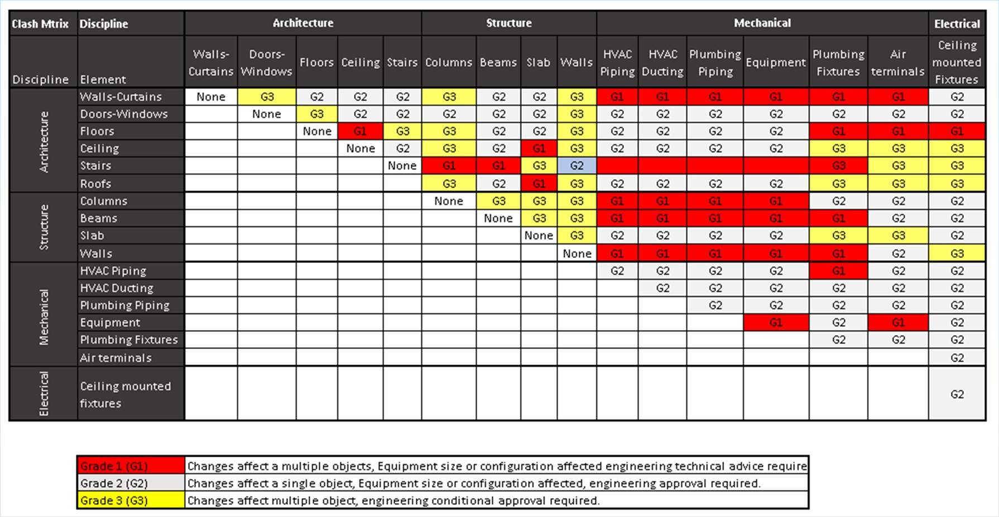 Clash Mtrix Discipline Architecture Structure Mechanical Electrical
Discipline Element Walls-Curtains Doors-Windows Floors Ceiling Stairs Columns Beams Slab Walls HVAC Piping HVAC Ducting Plumbing Piping Equipment Plumbing Fixtures Air terminals Ceiling mounted Fixtures
Architecture
Walls-Curtains None G3 G2 G2 G2 G3 G2 G2 G3 G1 G1 G1 G1 G1 G1 G2
Doors-Windows None G3 G2 G2 G2 G2 G2 G3 G2 G2 G2 G2 G2 G2 G2
Floors None G1 G3 G3 G2 G2 G3 G2 G2 G2 G2 G1 G1 G1
Ceiling None G2 G3 G2 G1 G3 G2 G2 G2 G2 G3 G3 G3
Stairs None G1 G1 G3 G2 G3 G3 G3
Roofs G3 G2 G1 G3 G2 G2 G2 G2 G3 G3 G3
Structure
Columns None G3 G3 G3 G1 G1 G1 G1 G2 G2 G2
Beams None G3 G3 G1 G1 G1 G1 G1 G2 G2
Slab None G3 G2 G2 G2 G2 G3 G3 G2
Walls None G1 G1 G1 G1 G1 G2 G3
Mechanical
HVAC Piping G2 G2 G2 G2 G1 G2 G2
HVAC Ducting G2 G2 G2 G2 G2 G2
Plumbing Piping G2 G2 G2 G2 G2
Equipment G1 G2 G1 G2
Plumbing Fixtures G2 G2 G2
Air terminals G2
Electrical
Ceiling mounted fixtures G2
Grade 1 (G1) Changes affect a multiple objects, Equipment size or configuration affected engineering technical advice require
Grade 2 (G2) Changes affect a single object, Equipment size or configuration affected, engineering approval required.
Grade 3 (G3) Changes affect multiple object, engineering conditional approval required.